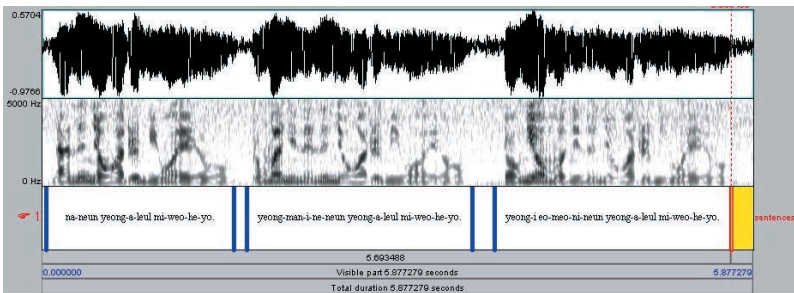 0.5704
-0.9766
5000 Hz
0 Hz
1 na-neun yeong-a-leul mi-weo-he-yo. yeong-man-i-ne-neun yeong-a-leul mi-weo-he-yo. yeong-i eo-meo-ni-neun yeong-a-leul mi-weo-he-yo. sentences
5.693488
0.000000 Visible part 5.877279 seconds 5.877279
Total duration 5.877279 seconds